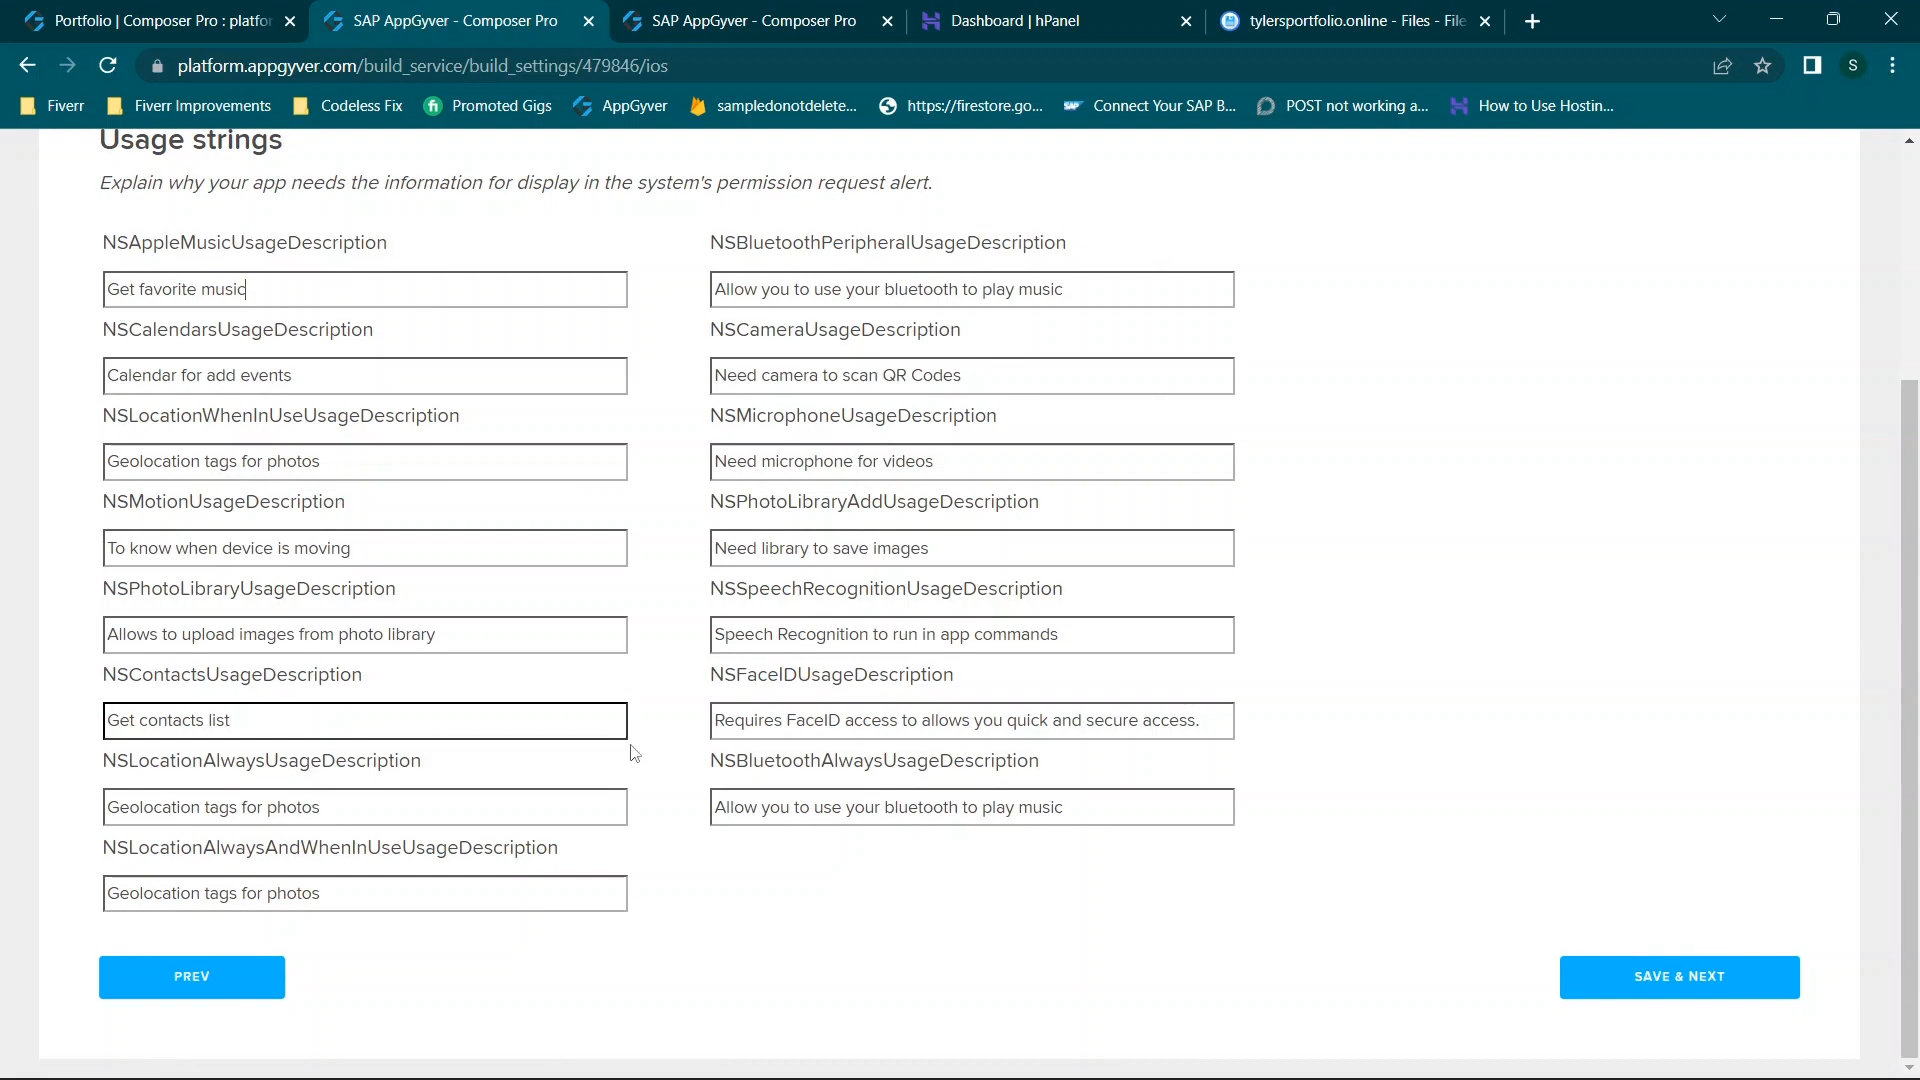 Portfolio | Composer Pro : platfor
SAP AppGyver - Composer Pro
SAP AppGyver - Composer Pro
Dashboard | hPanel
tylersportfolio.online - Files - File
platform.appgyver.com/build_service/build_settings/479846/ios
S
Fiverr
Fiverr Improvements
Codeless Fix
Promoted Gigs
AppGyver
sampledonotdelete...
https://firestore.go...
Connect Your SAP B...
POST not working a...
How to Use Hostin...
Usage strings
Explain why your app needs the information for display in the system's permission request alert.
NSAppleMusicUsageDescription
NSBluetoothPeripheralUsageDescription
Get favorite music
Allow you to use your bluetooth to play music
NSCalendarsUsageDescription
NSCameraUsageDescription
Calendar for add events
Need camera to scan QR Codes
NSLocationWhenInUseUsageDescription
NSMicrophoneUsageDescription
Geolocation tags for photos
Need microphone for videos
NSMotionUsageDescription
NSPhotoLibraryAddUsageDescription
To know when device is moving
Need library to save images
NSPhotoLibraryUsageDescription
NSSpeechRecognitionUsageDescription
Allows to upload images from photo library
Speech Recognition to run in app commands
NSContactsUsageDescription
NSFaceIDUsageDescription
Get contacts list
Requires FaceID access to allows you quick and secure access.
NSLocationAlwaysUsageDescription
NSBluetoothAlwaysUsageDescription
Geolocation tags for photos
Allow you to use your bluetooth to play music
NSLocationAlwaysAndWhenInUseUsageDescription
Geolocation tags for photos
PREV
SAVE & NEXT